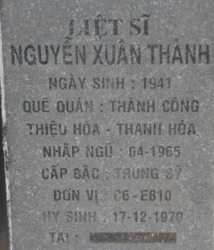 LIỆT SĨ
NGUYỄN XUÂN THÀNH
NGÀY SINH : 1941
QUÊ QUÁN : THÀNH CÔNG
THIỆU HÓA - THANH HÓA
NHẬP NGŨ : 04-1965
CẤP BẬC : TRUNG SỸ
ĐƠN VỊ : C6-E810
HY SINH : 17-12-1970
TẠI :